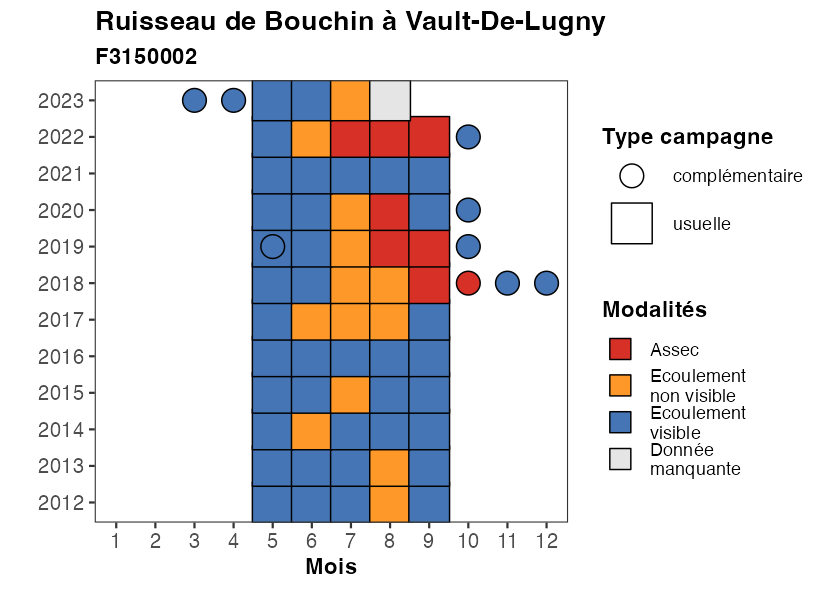 Ruisseau de Bouchin à Vault-De-Lugny
F3150002
2023
2022
2021
2020
2019
2018
2017
2016
2015
2014
2013
2012
1 2 3 4 5 6 7 8 9 10 11 12
Mois
Type campagne
complémentaire
usuelle
Modalités
Assec
Ecoulement
non visible
Ecoulement
visible
Donnée
manquante